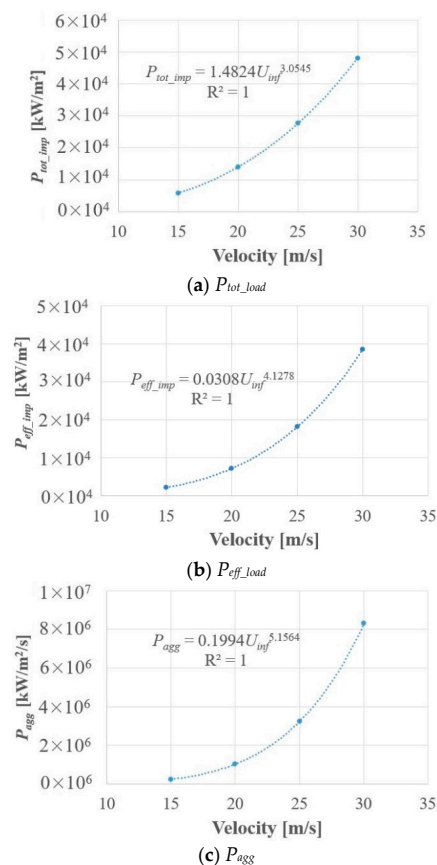 6×10⁴
5×10⁴
4×10⁴
3×10⁴
2×10⁴
1×10⁴
0×10⁴
P_tot_imp [kW/m²]
P_tot_imp = 1.4824U_inf^3.0545
R² = 1
10 15 20 25 30 35
Velocity [m/s]
(a) P_tot_load
5×10⁴
4×10⁴
3×10⁴
2×10⁴
1×10⁴
0×10⁴
P_eff_imp [kW/m²]
P_eff_imp = 0.0308U_inf^4.1278
R² = 1
10 15 20 25 30 35
Velocity [m/s]
(b) P_eff_load
1×10⁷
8×10⁶
6×10⁶
4×10⁶
2×10⁶
0×10⁶
P_agg [kW/m²/s]
P_agg = 0.1994U_inf^5.1564
R² = 1
10 15 20 25 30 35
Velocity [m/s]
(c) P_agg